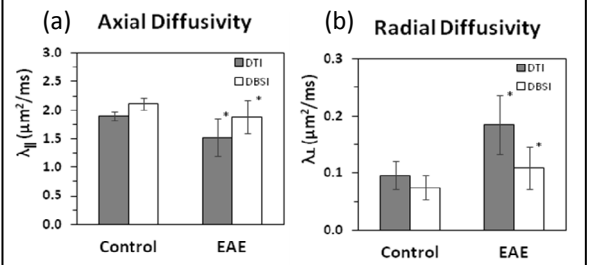 (a) Axial Diffusivity
λ∥ (μm²/ms)
3.0
2.5
2.0
1.5
1.0
0.5
0.0
DTI
DBSI
*
*
Control
EAE
(b) Radial Diffusivity
λ⊥ (μm²/ms)
0.3
0.2
0.1
0.0
DTI
DBSI
*
*
Control
EAE